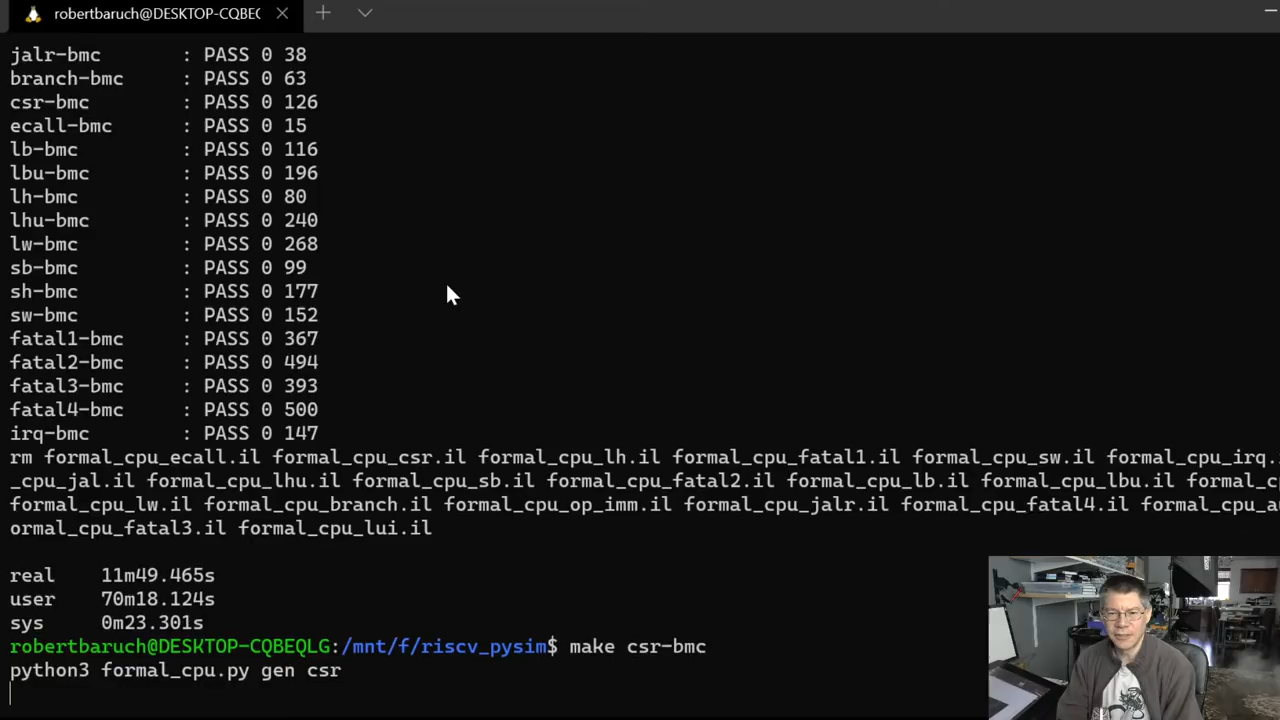 robertbaruch@DESKTOP-CQBEQ
jalr-bmc : PASS 0 38
branch-bmc : PASS 0 63
csr-bmc : PASS 0 126
ecall-bmc : PASS 0 15
lb-bmc : PASS 0 116
lbu-bmc : PASS 0 196
lh-bmc : PASS 0 80
lhu-bmc : PASS 0 240
lw-bmc : PASS 0 268
sb-bmc : PASS 0 99
sh-bmc : PASS 0 177
sw-bmc : PASS 0 152
fatal1-bmc : PASS 0 367
fatal2-bmc : PASS 0 494
fatal3-bmc : PASS 0 393
fatal4-bmc : PASS 0 500
irq-bmc : PASS 0 147
rm formal_cpu_ecall.il formal_cpu_csr.il formal_cpu_lh.il formal_cpu_fatal1.il formal_cpu_sw.il formal_cpu_irq.
_cpu_jal.il formal_cpu_lhu.il formal_cpu_sb.il formal_cpu_fatal2.il formal_cpu_lb.il formal_cpu_lbu.il formal_c
formal_cpu_lw.il formal_cpu_branch.il formal_cpu_op_imm.il formal_cpu_jalr.il formal_cpu_fatal4.il formal_cpu_a
ormal_cpu_fatal3.il formal_cpu_lui.il
real 11m49.465s
user 70m18.124s
sys 0m23.301s
robertbaruch@DESKTOP-CQBEQLG:/mnt/f/riscv_pysim$ make csr-bmc
python3 formal_cpu.py gen csr